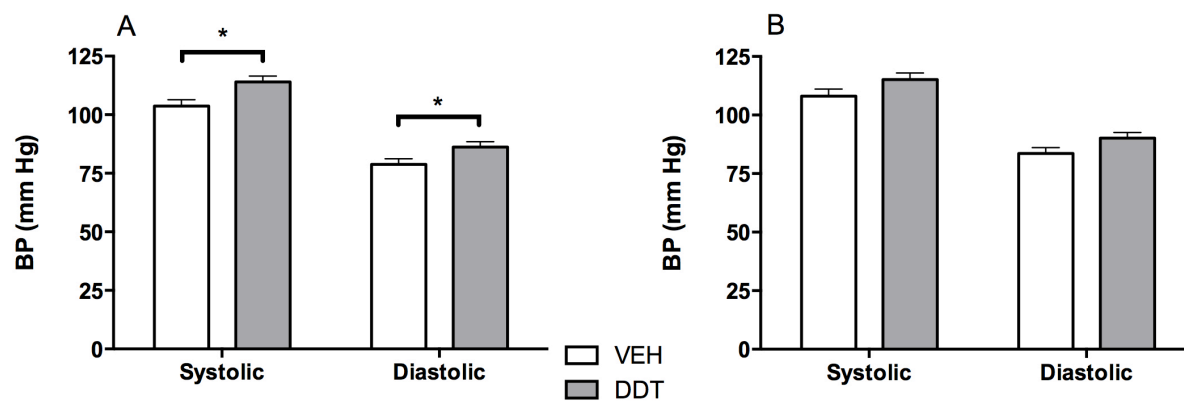 A
*
*
BP (mm Hg)
125
100
75
50
25
0
Systolic
Diastolic
VEH
DDT
B
BP (mm Hg)
125
100
75
50
25
0
Systolic
Diastolic